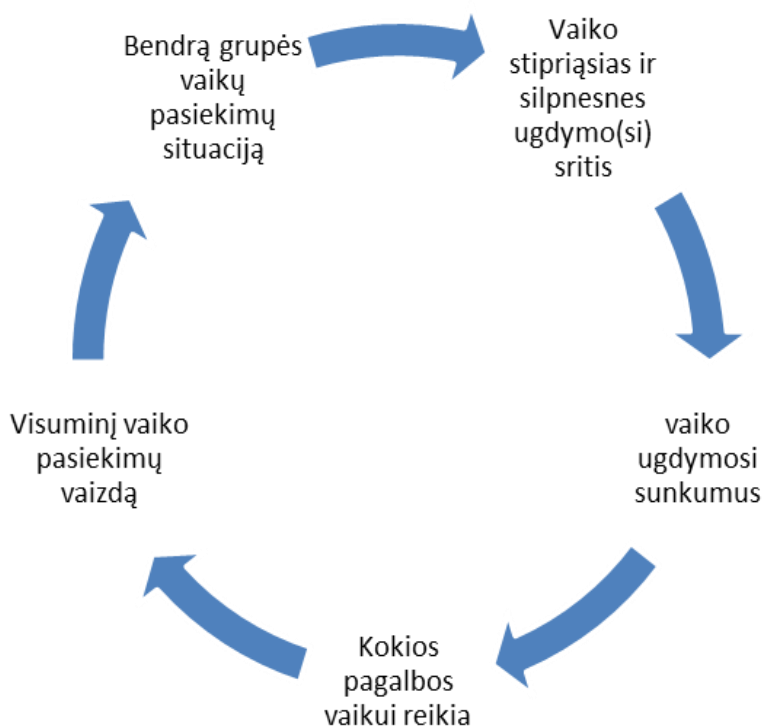 Bendrą grupės
vaikų
pasiekimų
situaciją
Vaiko
stipriąsias ir
silpnesnes
ugdymo(si)
sritis
vaiko
ugdymosi
sunkumus
Kokios
pagalbos
vaikui reikia
Visuminį vaiko
pasiekimų
vaizdą